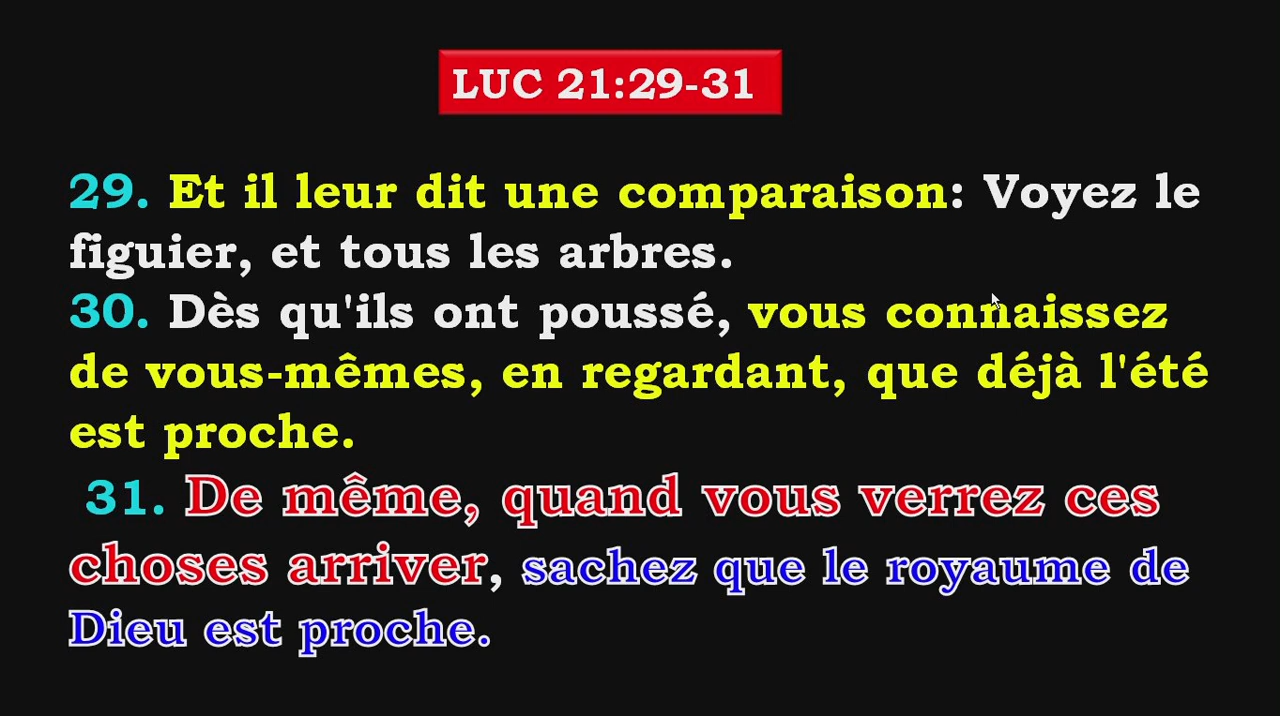 LUC 21:29-31
29. Et il leur dit une comparaison: Voyez le
figuier, et tous les arbres.
30. Dès qu'ils ont poussé, vous connaissez
de vous-mêmes, en regardant, que déjà l'été
est proche.
31. De même, quand vous verrez ces
choses arriver, sachez que le royaume de
Dieu est proche.